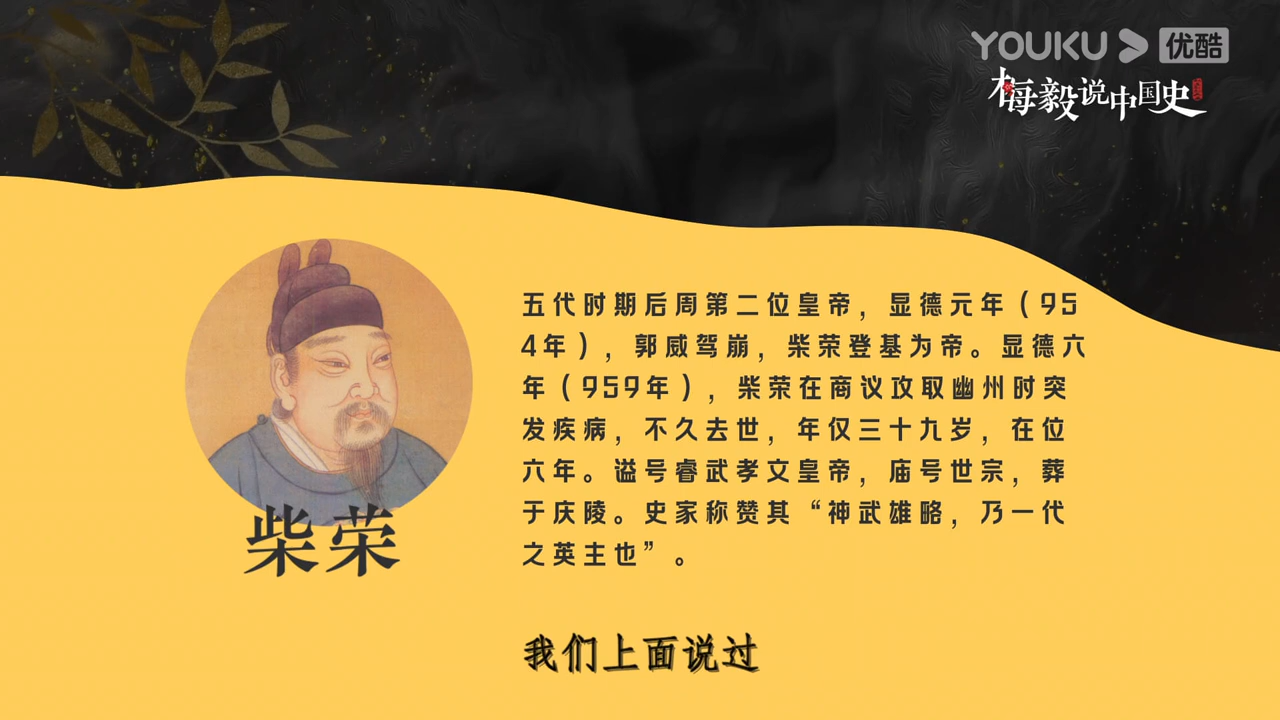 YOUKU 优酷
梅毅说中国史
五代时期后周第二位皇帝，显德元年（95
4年），郭威驾崩，柴荣登基为帝。显德六
年（959年），柴荣在商议攻取幽州时突
发疾病，不久去世，年仅三十九岁，在位
六年。谥号睿武孝文皇帝，庙号世宗，葬
于庆陵。史家称赞其“神武雄略，乃一代
之英主也”。
柴荣
我们上面说过